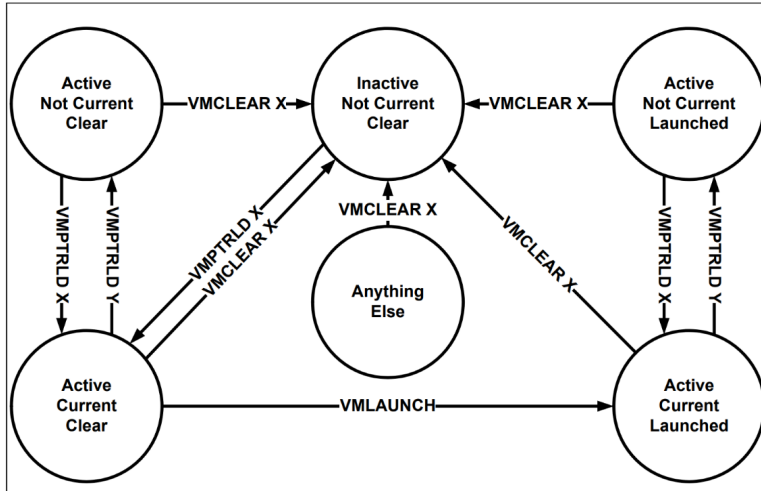 Active
Not Current
Clear
VMCLEAR X
Inactive
Not Current
Clear
VMCLEAR X
Active
Not Current
Launched
VMPTRLD X
VMPTRLD Y
VMPTRLD X
VMCLEAR X
VMCLEAR X
Anything
Else
VMCLEAR X
VMPTRLD X
VMPTRLD Y
Active
Current
Clear
VMLAUNCH
Active
Current
Launched